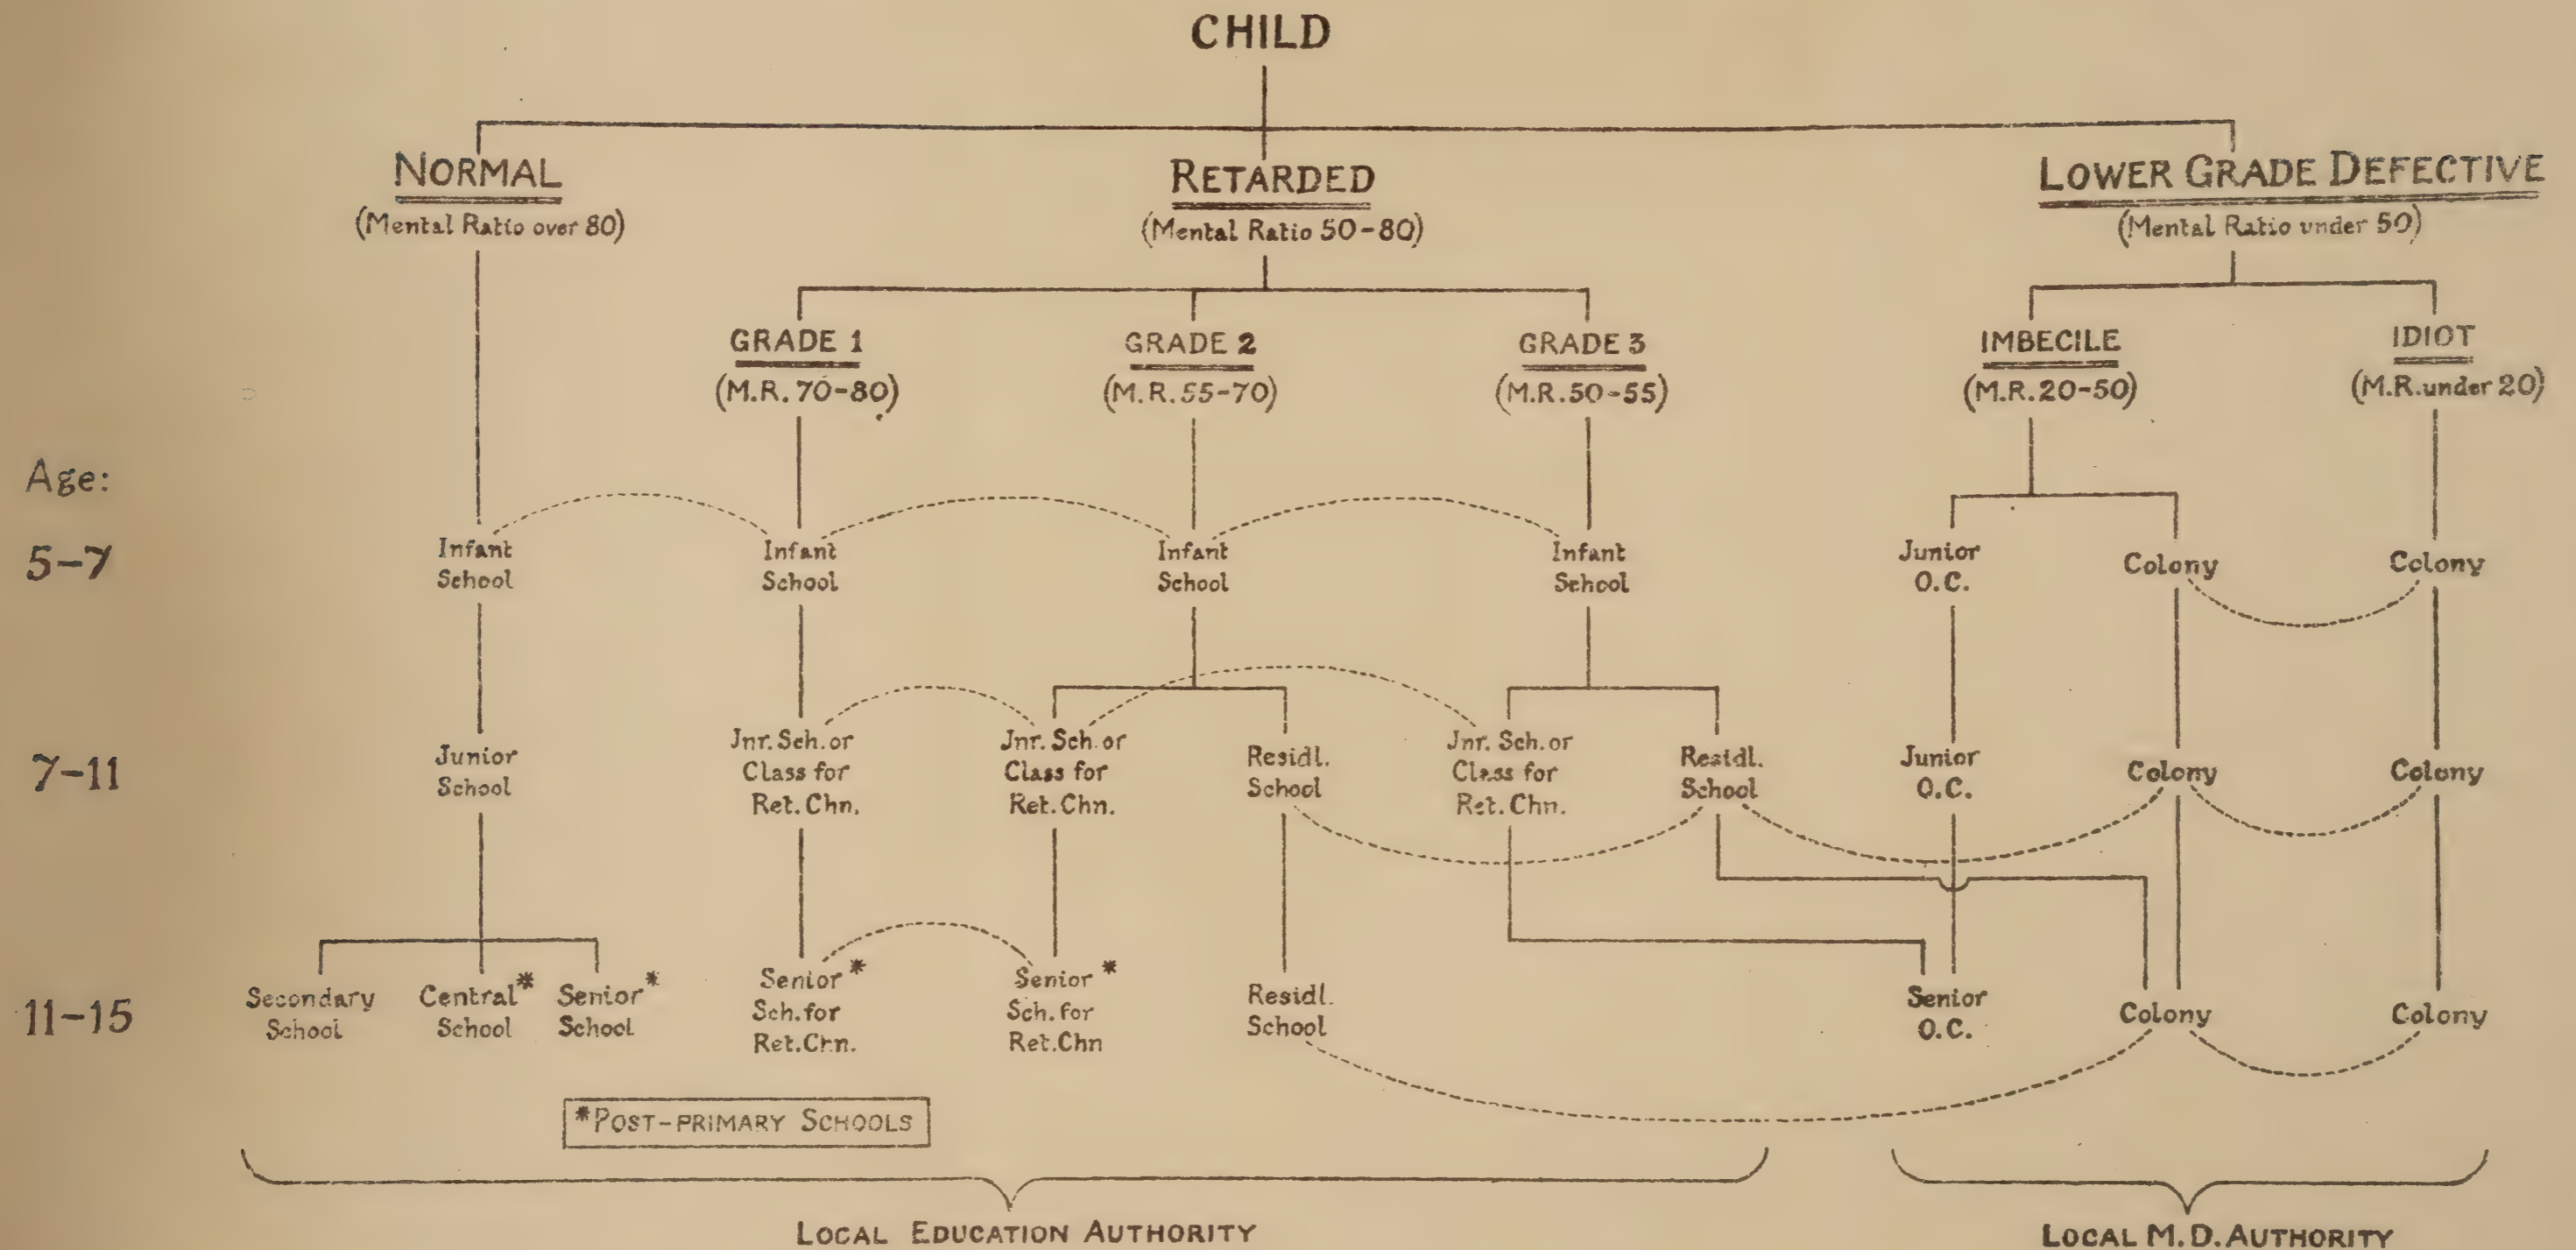 CHILD
NORMAL
(Mental Ratio over 80)
RETARDED
(Mental Ratio 50-80)
LOWER GRADE DEFECTIVE
(Mental Ratio under 50)
GRADE 1
(M.R. 70-80)
GRADE 2
(M.R. 55-70)
GRADE 3
(M.R. 50-55)
IMBECILE
(M.R. 20-50)
IDIOT
(M.R. under 20)
Age:
5-7
Infant
School
Infant
School
Infant
School
Infant
School
Junior
O.C.
Colony
Colony
7-11
Junior
School
Jnr. Sch. or
Class for
Ret. Chn.
Jnr. Sch. or
Class for
Ret. Chn.
Residl.
School
Jnr. Sch. or
Class for
Ret. Chn.
Residl.
School
Junior
O.C.
Colony
Colony
11-15
Secondary
School
Central*
School
Senior*
School
Senior*
Sch. for
Ret. Chn.
Senior*
Sch. for
Ret. Chn
Residl.
School
Senior
O.C.
Colony
Colony
*POST-PRIMARY SCHOOLS
LOCAL EDUCATION AUTHORITY
LOCAL M.D. AUTHORITY